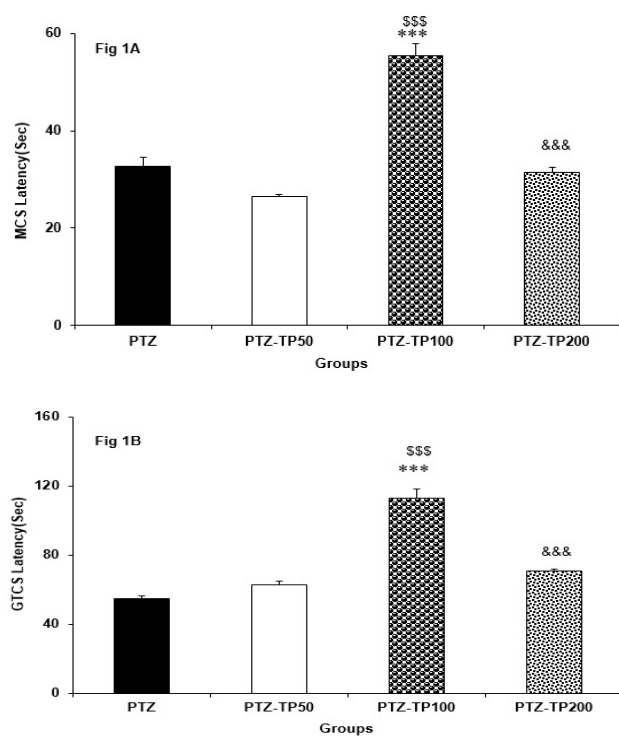 60
$$$
Fig 1A
***
40
&&&
MCS Latency(Sec)
20
0
PTZ PTZ-TP50 PTZ-TP100 PTZ-TP200
Groups
160
Fig 1B
$$$
***
120
&&&
GTCS Latency(Sec)
80
40
0
PTZ PTZ-TP50 PTZ-TP100 PTZ-TP200
Groups